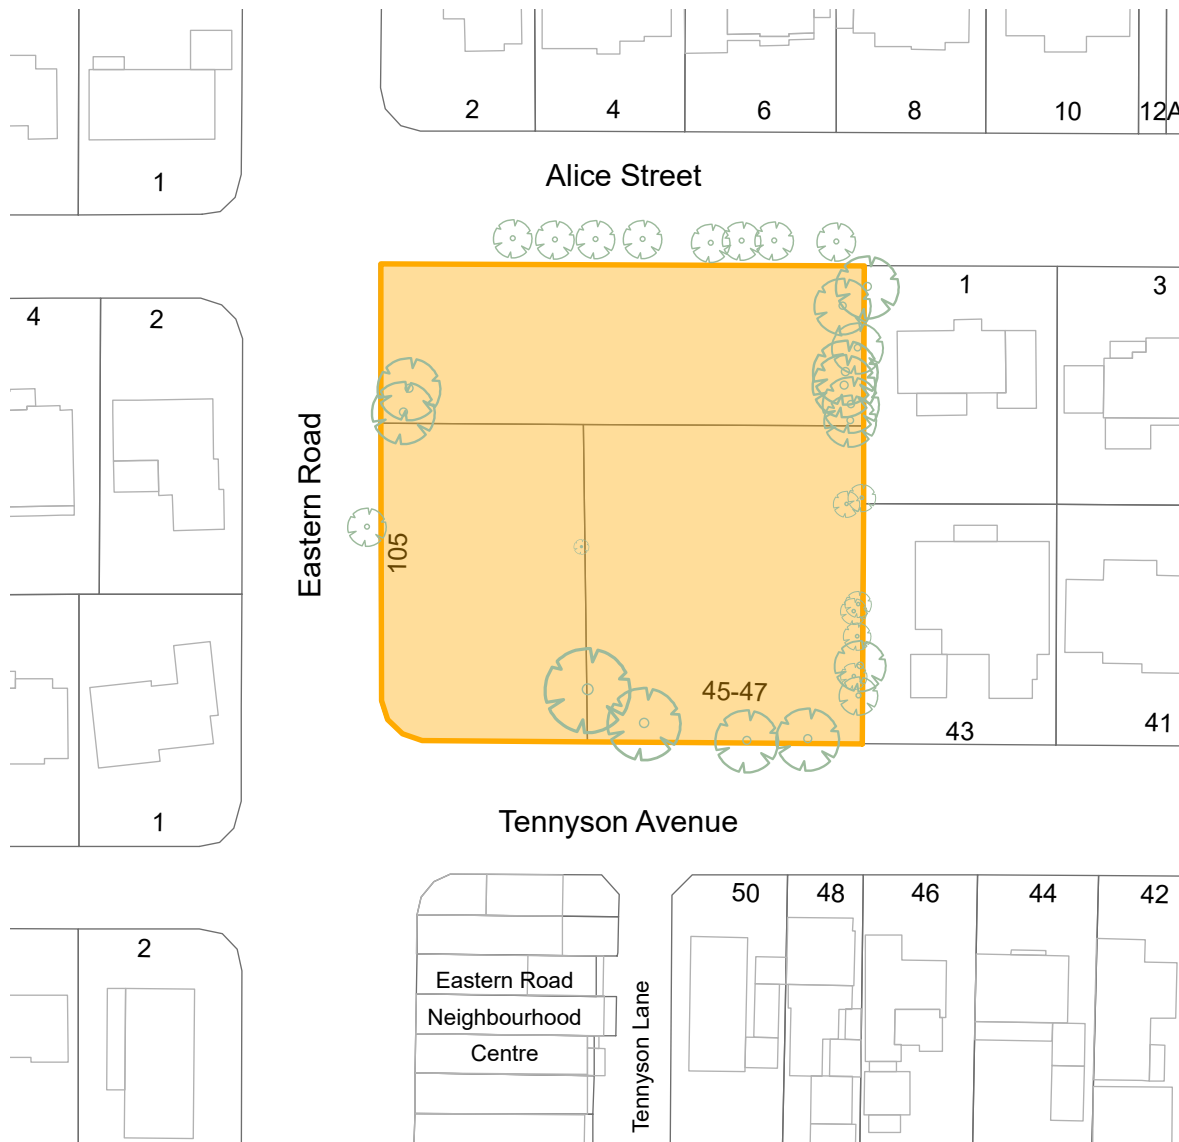 2
4
6
8
10
12A
1
Alice Street
4
2
1
3
Eastern Road
105
45-47
43
41
1
Tennyson Avenue
50
48
46
44
42
2
Eastern Road
Neighbourhood
Centre
Tennyson Lane